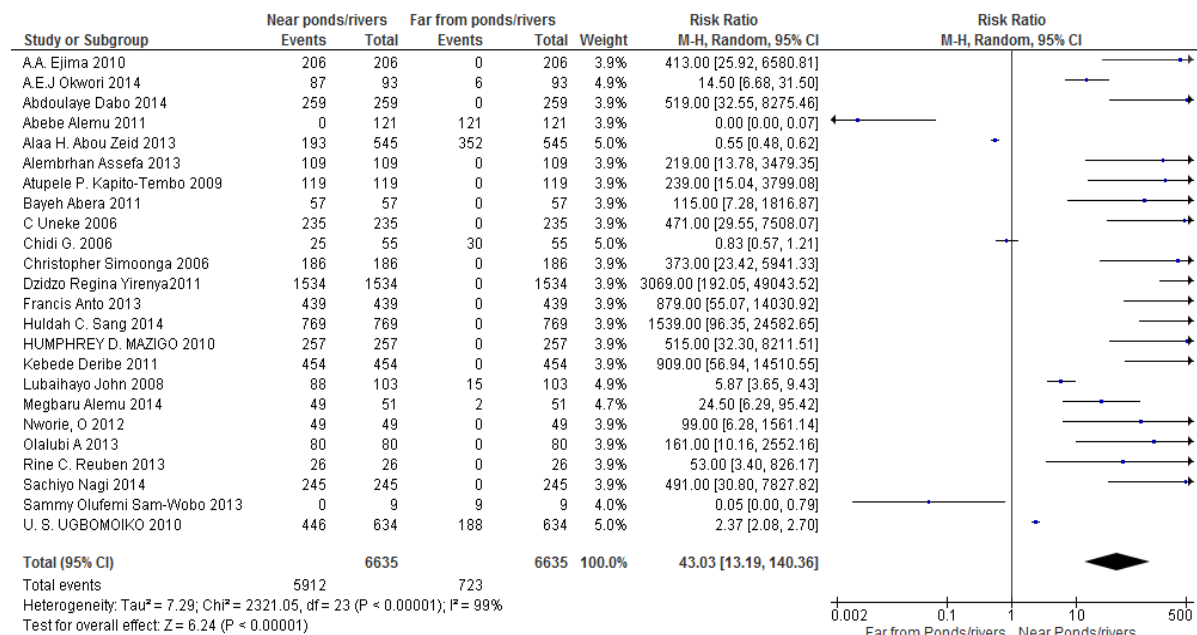 Near ponds/rivers Far from ponds/rivers Risk Ratio Risk Ratio
Study or Subgroup Events Total Events Total Weight M-H, Random, 95% CI M-H, Random, 95% CI
A.A. Ejima 2010 206 206 0 206 3.9% 413.00 [25.92, 6580.81]
A.E.J Okwori 2014 87 93 6 93 4.9% 14.50 [6.68, 31.50]
Abdoulaye Dabo 2014 259 259 0 259 3.9% 519.00 [32.55, 8275.46]
Abebe Alemu 2011 0 121 121 121 3.9% 0.00 [0.00, 0.07]
Alaa H. Abou Zeid 2013 193 545 352 545 5.0% 0.55 [0.48, 0.62]
Alembrhan Assefa 2013 109 109 0 109 3.9% 219.00 [13.78, 3479.35]
Atupele P. Kapito-Tembo 2009 119 119 0 119 3.9% 239.00 [15.04, 3799.08]
Bayeh Abera 2011 57 57 0 57 3.9% 115.00 [7.28, 1816.87]
C Uneke 2006 235 235 0 235 3.9% 471.00 [29.55, 7508.07]
Chidi G. 2006 25 55 30 55 5.0% 0.83 [0.57, 1.21]
Christopher Simoonga 2006 186 186 0 186 3.9% 373.00 [23.42, 5941.33]
Dzidzo Regina Yirenya2011 1534 1534 0 1534 3.9% 3069.00 [192.05, 49043.52]
Francis Anto 2013 439 439 0 439 3.9% 879.00 [55.07, 14030.92]
Huldah C. Sang 2014 769 769 0 769 3.9% 1539.00 [96.35, 24582.65]
HUMPHREY D. MAZIGO 2010 257 257 0 257 3.9% 515.00 [32.30, 8211.51]
Kebede Deribe 2011 454 454 0 454 3.9% 909.00 [56.94, 14510.55]
Lubaihayo John 2008 88 103 15 103 4.9% 5.87 [3.65, 9.43]
Megbaru Alemu 2014 49 51 2 51 4.7% 24.50 [6.29, 95.42]
Nworie, O 2012 49 49 0 49 3.9% 99.00 [6.28, 1561.14]
Olalubi A 2013 80 80 0 80 3.9% 161.00 [10.16, 2552.16]
Rine C. Reuben 2013 26 26 0 26 3.9% 53.00 [3.40, 826.17]
Sachiyo Nagi 2014 245 245 0 245 3.9% 491.00 [30.80, 7827.82]
Sammy Olufemi Sam-Wobo 2013 0 9 9 9 4.0% 0.05 [0.00, 0.79]
U. S. UGBOMOIKO 2010 446 634 188 634 5.0% 2.37 [2.08, 2.70]
Total (95% CI) 6635 6635 100.0% 43.03 [13.19, 140.36]
Total events 5912 723
Heterogeneity: Tau² = 7.29; Chi² = 2321.05, df = 23 (P < 0.00001); I² = 99%
Test for overall effect: Z = 6.24 (P < 0.00001)
0.002 0.1 1 10 500
Far from Ponds/rivers Near Ponds/rivers